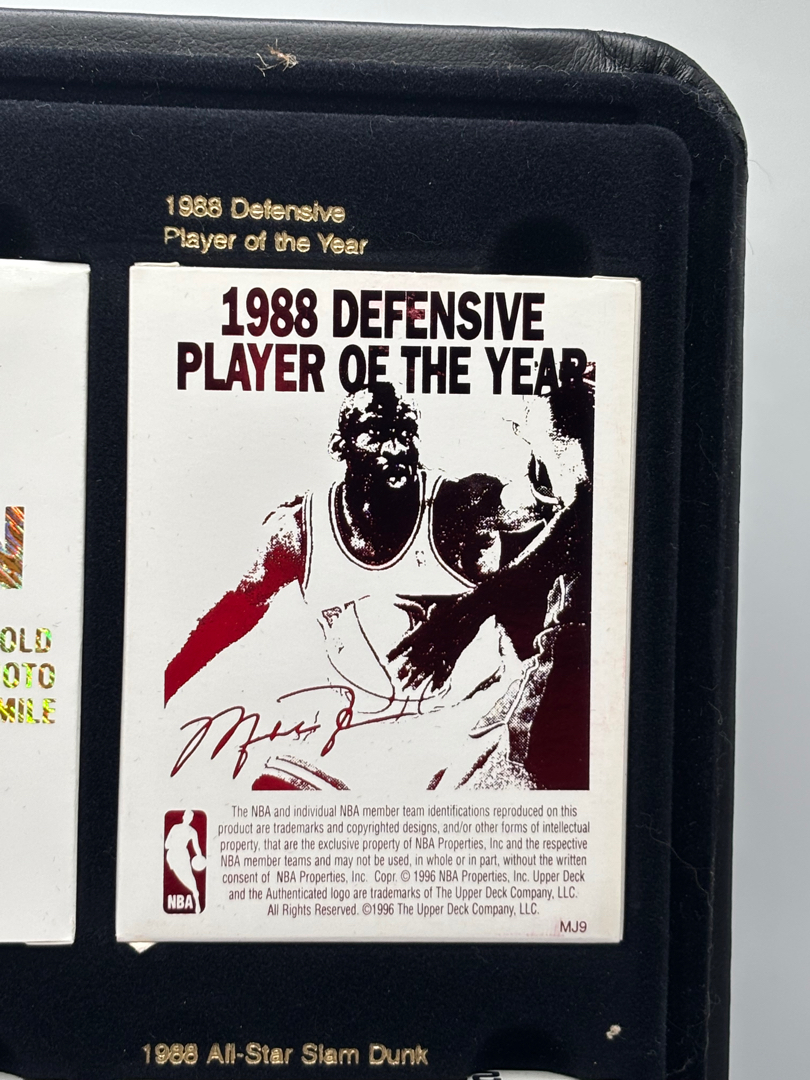 1988 Defensive
Player of the Year
1988 DEFENSIVE
PLAYER OF THE YEAR
OLD
OTO
MILE
The NBA and individual NBA member team identifications reproduced on this
product are trademarks and copyrighted designs, and/or other forms of intellectual
property, that are the exclusive property of NBA Properties, Inc and the respective
NBA member teams and may not be used, in whole or in part, without the written
consent of NBA Properties, Inc. Copr. © 1996 NBA Properties, Inc. Upper Deck
and the Authenticated logo are trademarks of The Upper Deck Company, LLC.
All Rights Reserved. ©1996 The Upper Deck Company, LLC.
NBA
MJ9
1988 All-Star Slam Dunk